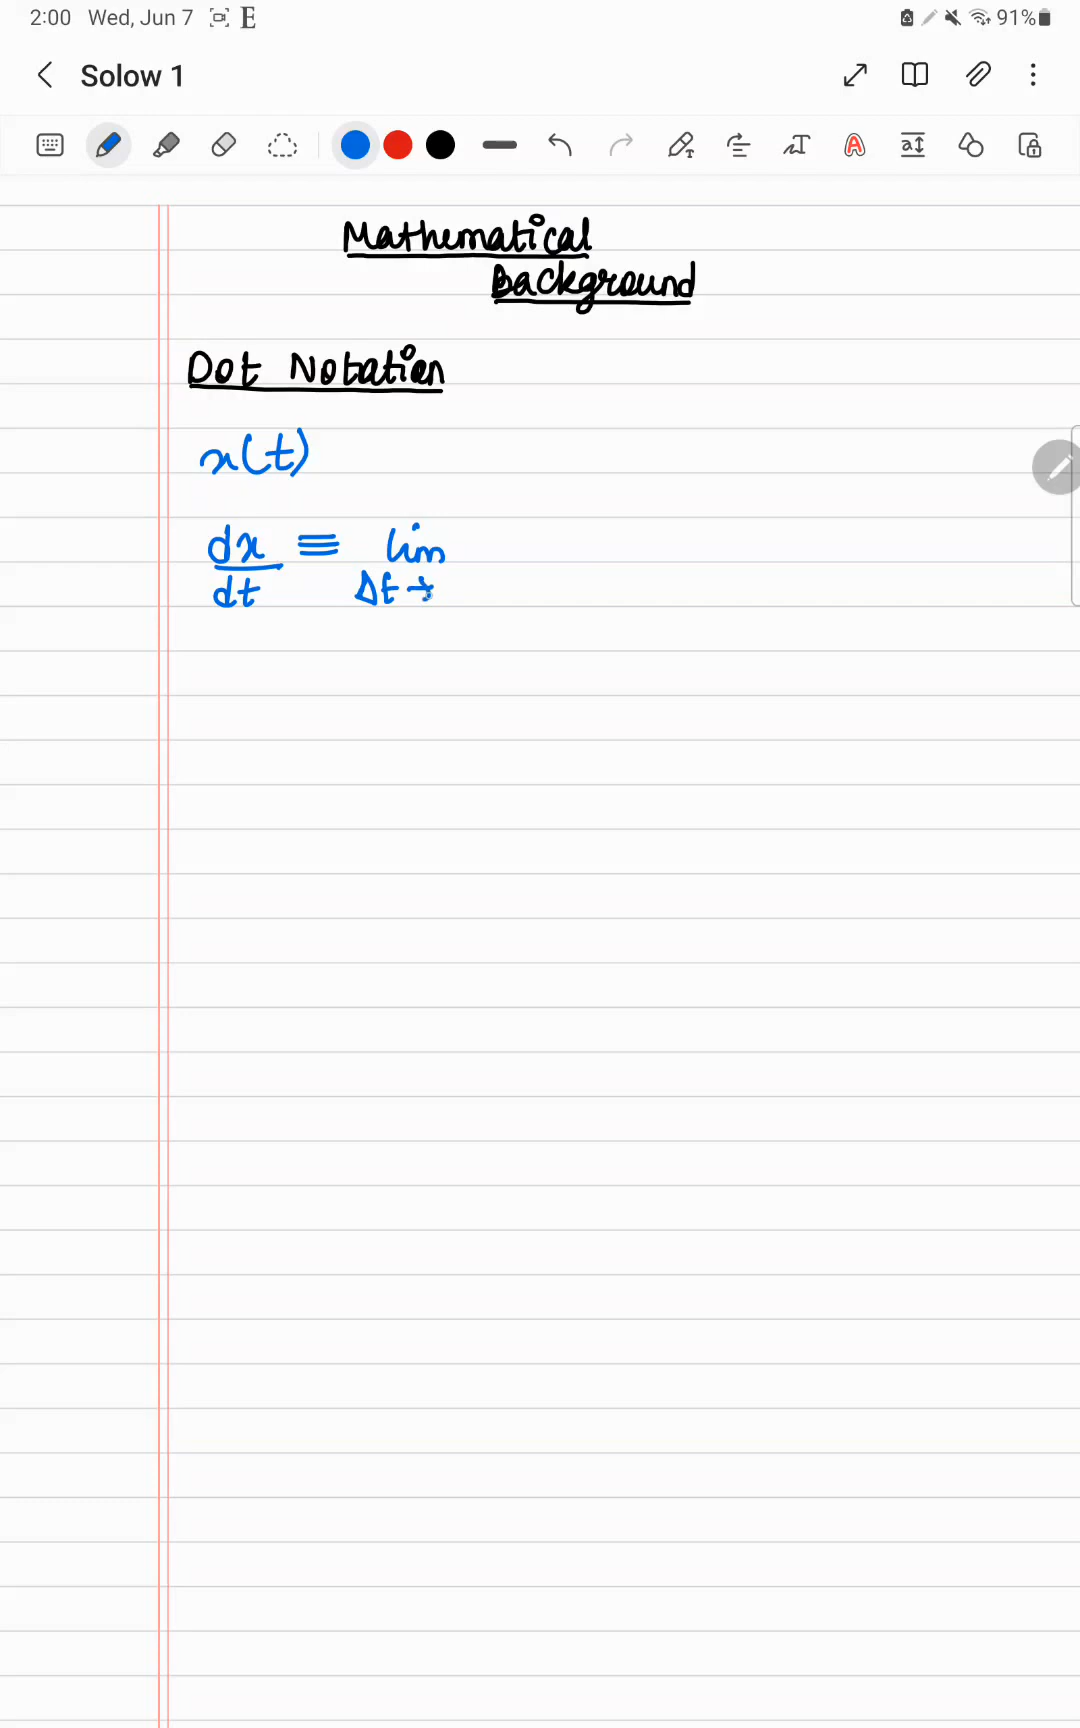 2:00 Wed, Jun 7 E 91%
Solow 1
Mathematical
Background
Dot Notation
x(t)
dx/dt ≡ lim Δt →